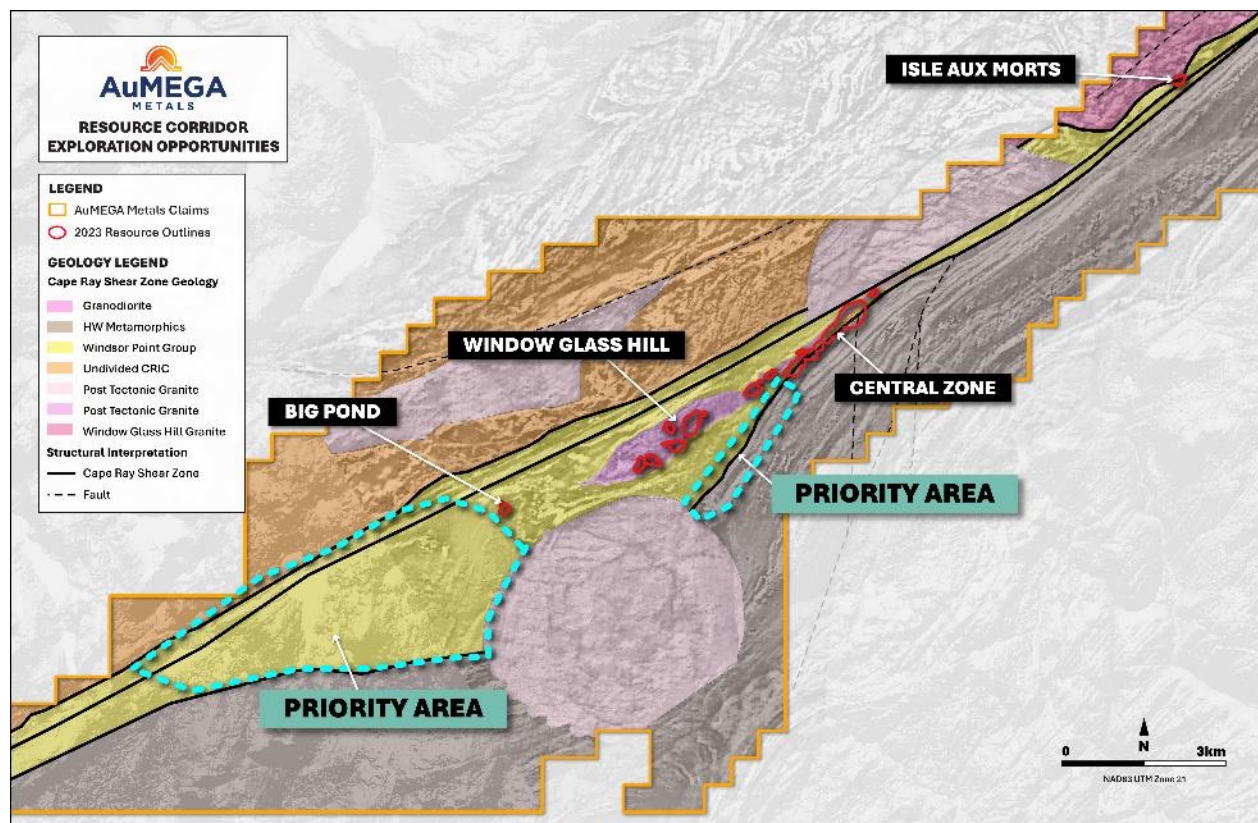 AuMEGA
METALS
RESOURCE CORRIDOR
EXPLORATION OPPORTUNITIES
LEGEND
AuMEGA Metals Claims
2023 Resource Outlines
GEOLOGY LEGEND
Cape Ray Shear Zone Geology
Granodiorite
HW Metamorphics
Windsor Point Group
Undivided CRIC
Post Tectonic Granite
Post Tectonic Granite
Window Glass Hill Granite
Structural Interpretation
Cape Ray Shear Zone
Fault
ISLE AUX MORTS
WINDOW GLASS HILL
CENTRAL ZONE
BIG POND
PRIORITY AREA
PRIORITY AREA
0 N 3km
NAD83 UTM Zone 21